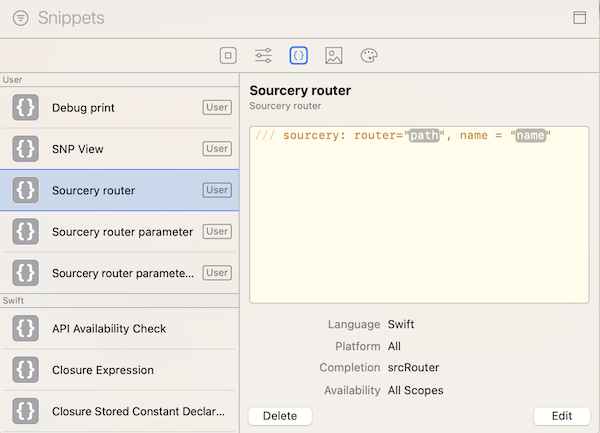 Snippets
User
Debug print User
SNP View User
Sourcery router User
Sourcery router parameter User
Sourcery router paramete... User
Swift
API Availability Check
Closure Expression
Closure Stored Constant Declar...
Sourcery router
Sourcery router
/// sourcery: router="path", name = "name"
Language Swift
Platform All
Completion srcRouter
Availability All Scopes
Delete Edit